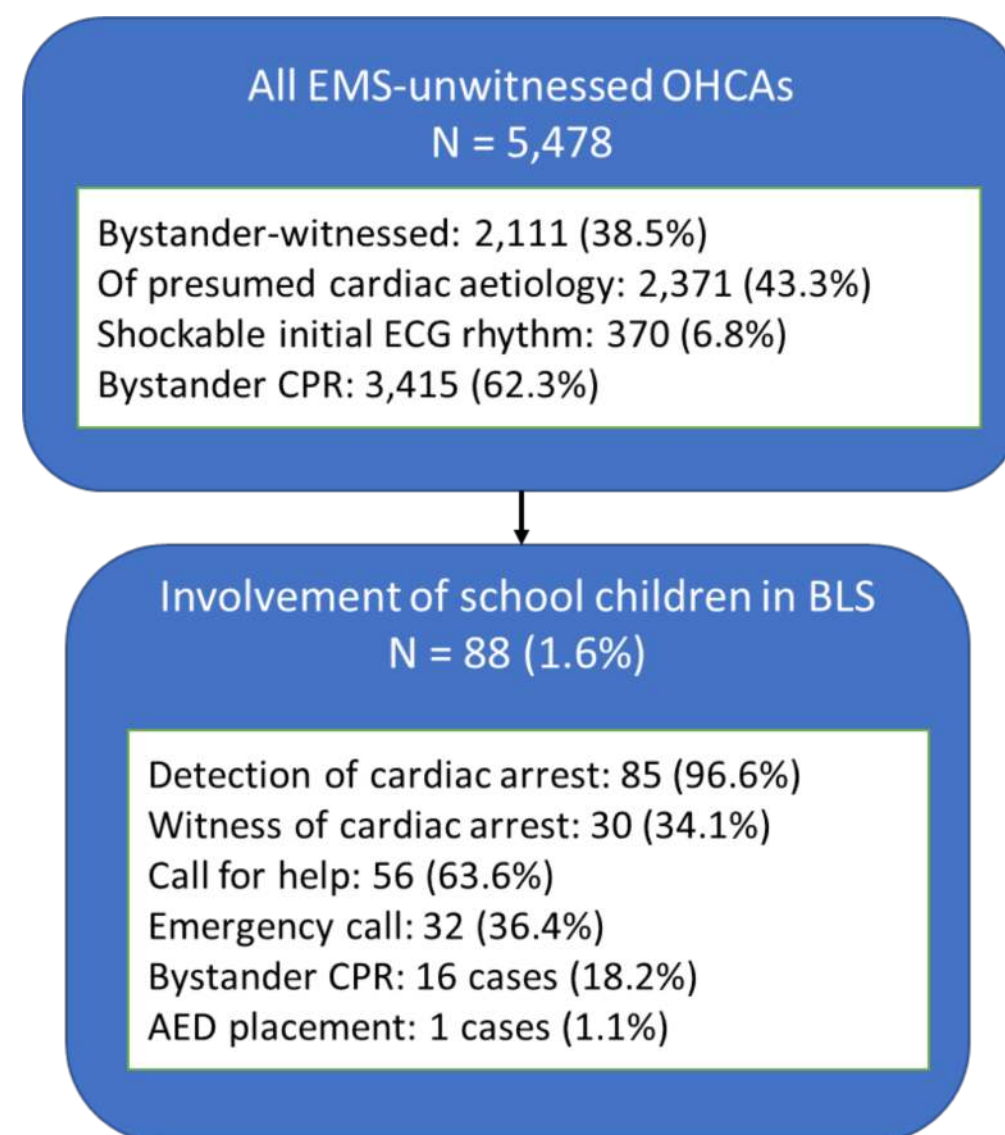 All EMS-unwitnessed OHCAs
N = 5,478
Bystander-witnessed: 2,111 (38.5%)
Of presumed cardiac aetiology: 2,371 (43.3%)
Shockable initial ECG rhythm: 370 (6.8%)
Bystander CPR: 3,415 (62.3%)
Involvement of school children in BLS
N = 88 (1.6%)
Detection of cardiac arrest: 85 (96.6%)
Witness of cardiac arrest: 30 (34.1%)
Call for help: 56 (63.6%)
Emergency call: 32 (36.4%)
Bystander CPR: 16 cases (18.2%)
AED placement: 1 cases (1.1%)